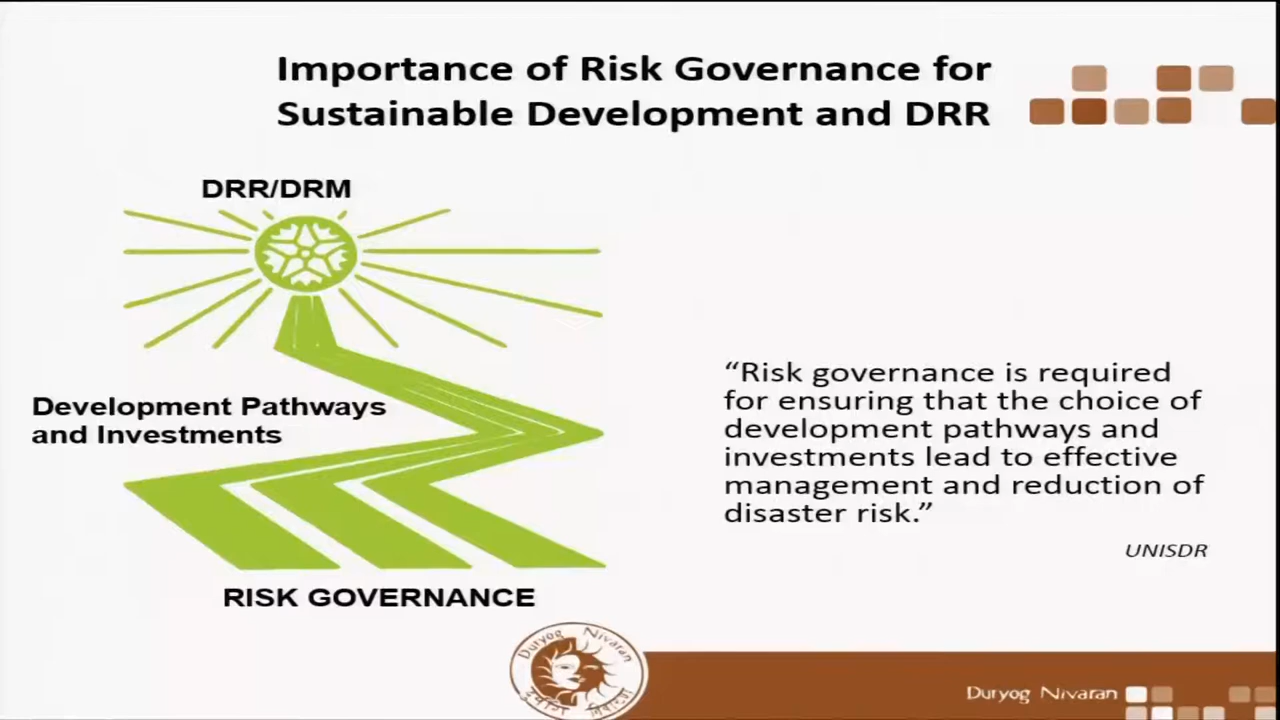 Importance of Risk Governance for
Sustainable Development and DRR
DRR/DRM
Development Pathways
and Investments
RISK GOVERNANCE
“Risk governance is required
for ensuring that the choice of
development pathways and
investments lead to effective
management and reduction of
disaster risk.”
UNISDR
Duryog Nivaran
दुर्योग निवारण
Duryog Nivaran